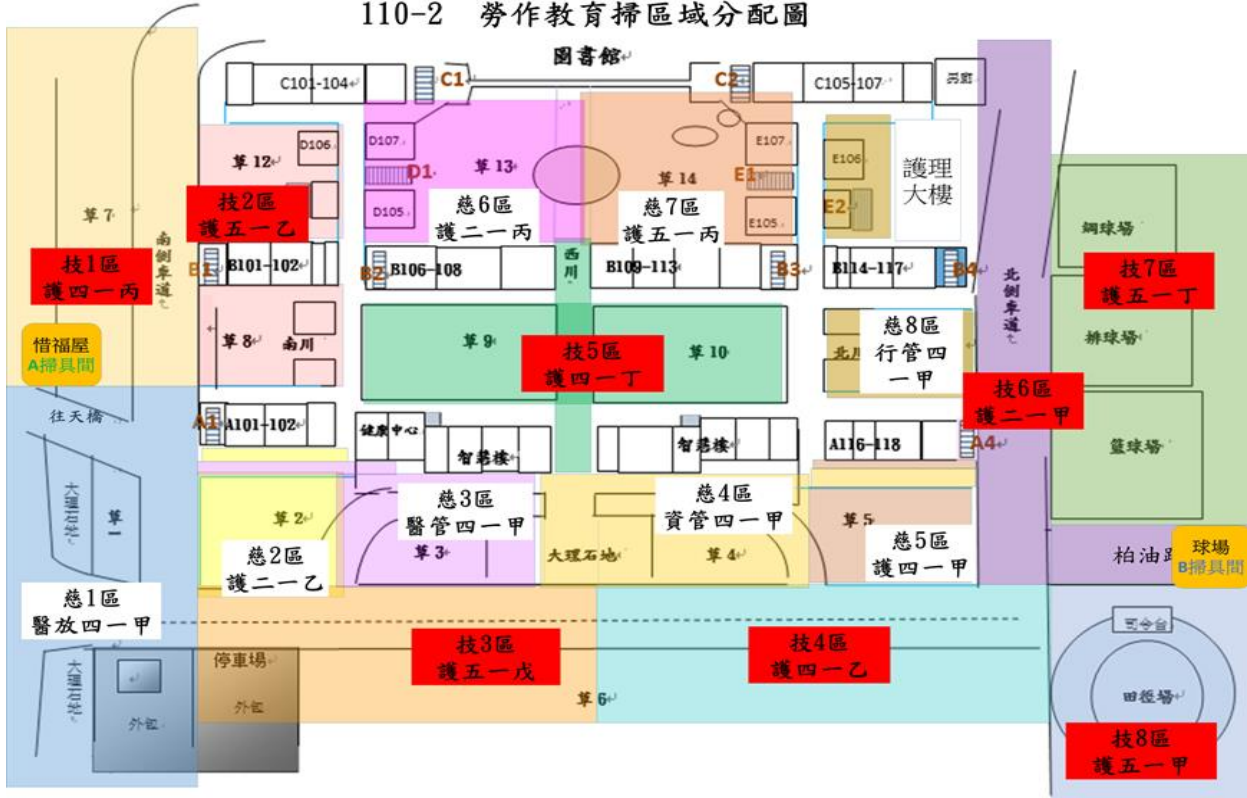 110-2 勞作教育掃區域分配圖
圖書館
C101-104
C1
C2
C105-107
草12
D106
D107
D1
草13
草14
E107
E1
E106
護理
大樓
D105
E105
E2
技2區
護五一乙
慈6區
護二一丙
慈7區
護五一丙
草7
南側車道
技1區
護四一丙
B1
B101-102
B2
B106-108
西川
B109-113
B3
B114-117
B4
北側車道
鋼球場
技7區
護五一丁
排球場
惜福屋
A掃具間
草8
南川
草9
技5區
護四一丁
草10
北川
慈8區
行管四
一甲
技6區
護二一甲
往天橋
A1
A101-102
健康中心
智慈樓
智慈樓
A116-118
A4
籃球場
草一
草2
慈2區
護二一乙
慈3區
醫管四一甲
草3
大理石地
慈4區
資管四一甲
草4
草5
慈5區
護四一甲
柏油
球場
B掃具間
慈1區
醫放四一甲
停車場
外包
外包
技3區
護五一戊
草6
技4區
護四一乙
司令台
田徑場
技8區
護五一甲